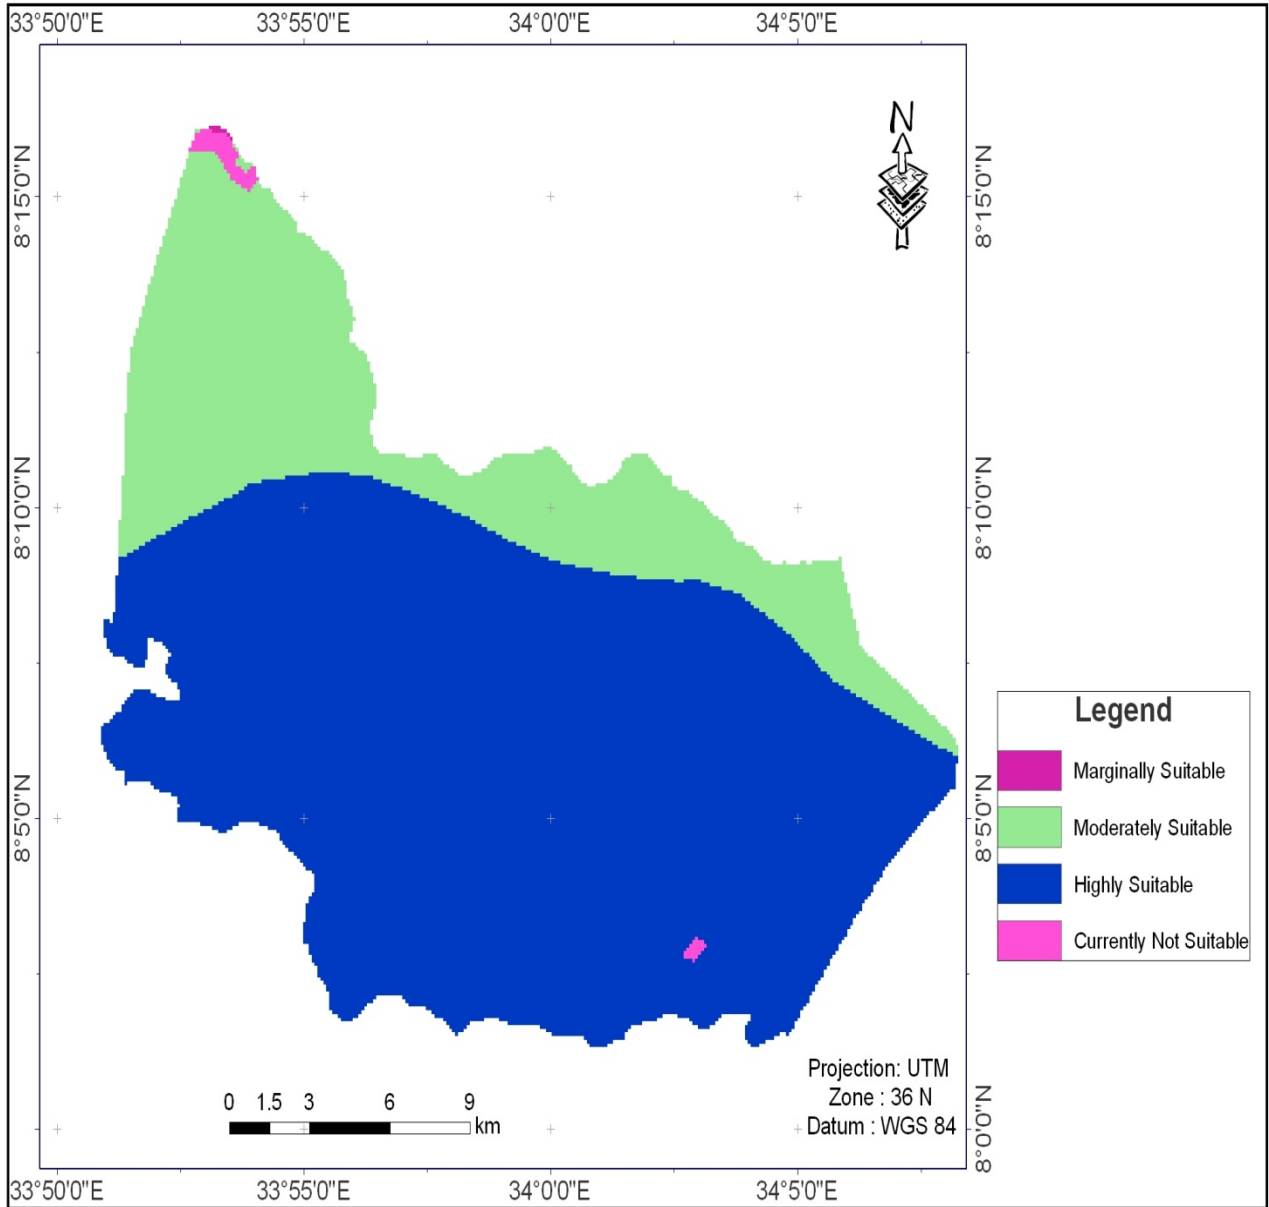 33°50'0"E 33°55'0"E 34°0'0"E 34°5'0"E
N
8°15'0"N 8°15'0"N
8°10'0"N 8°10'0"N
8°5'0"N 8°5'0"N
8°0'0"N
Legend
Marginally Suitable
Moderately Suitable
Highly Suitable
Currently Not Suitable
Projection: UTM
Zone : 36 N
Datum : WGS 84
0 1.5 3 6 9
km
33°50'0"E 33°55'0"E 34°0'0"E 34°5'0"E